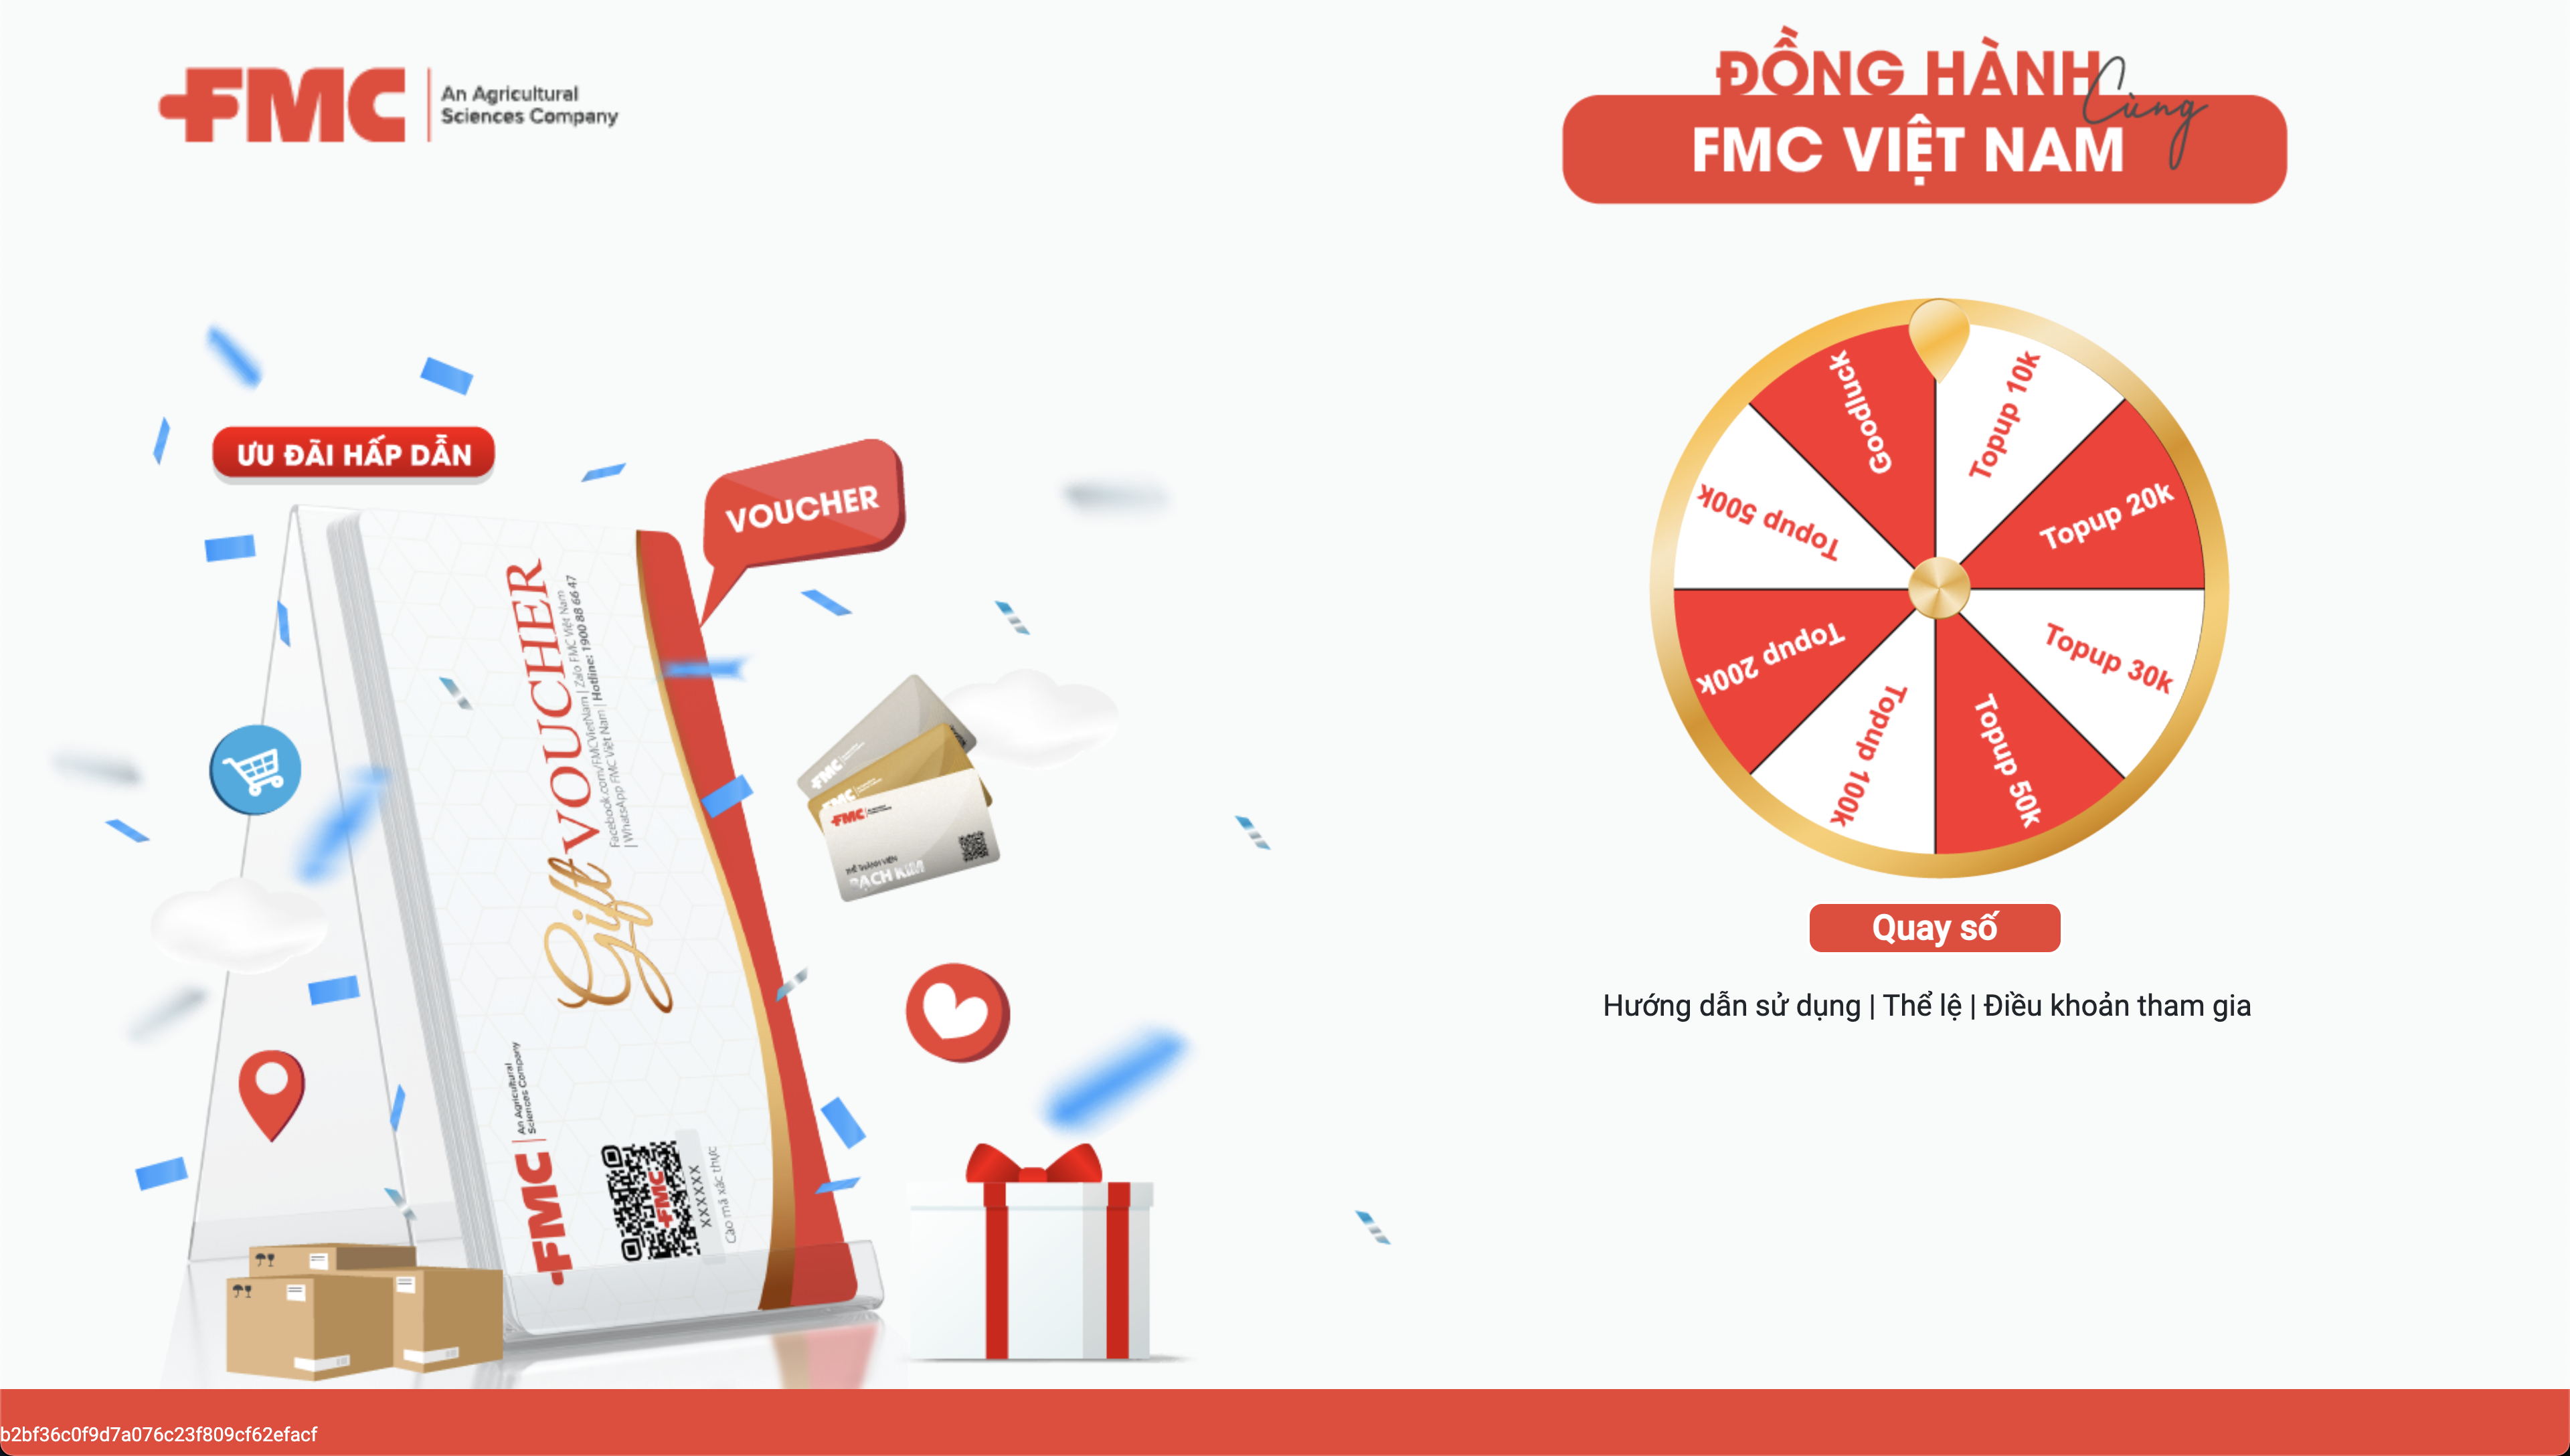 FMC
An Agricultural
Sciences Company
ĐỒNG HÀNH
Cùng
FMC VIỆT NAM
ƯU ĐÃI HẤP DẪN
VOUCHER
Gift VOUCHER
Facebook.com/FMCVietNam | Zalo FMC Việt Nam
| WhatsApp FMC Việt Nam | Hotline: 1900 88 66 47
FMC
An Agricultural
Sciences Company
FMC
XXXXXX
Cào mã xác thực
FMC
FMC
FMC
THẺ THÀNH VIÊN
BẠCH KIM
Goodluck
Topup 10k
Topup 20k
Topup 30k
Topup 50k
Topup 100k
Topup 200k
Topup 500k
Quay số
Hướng dẫn sử dụng | Thể lệ | Điều khoản tham gia
b2bf36c0f9d7a076c23f809cf62efacf